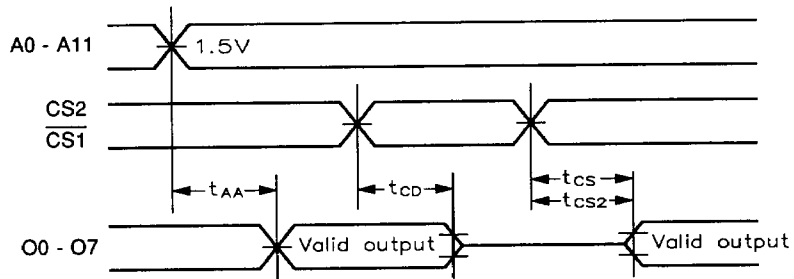 A0 - A11
1.5V
CS2
CS1
tAA
tCD
tCS
tCS2
O0 - O7
Valid output
Valid output